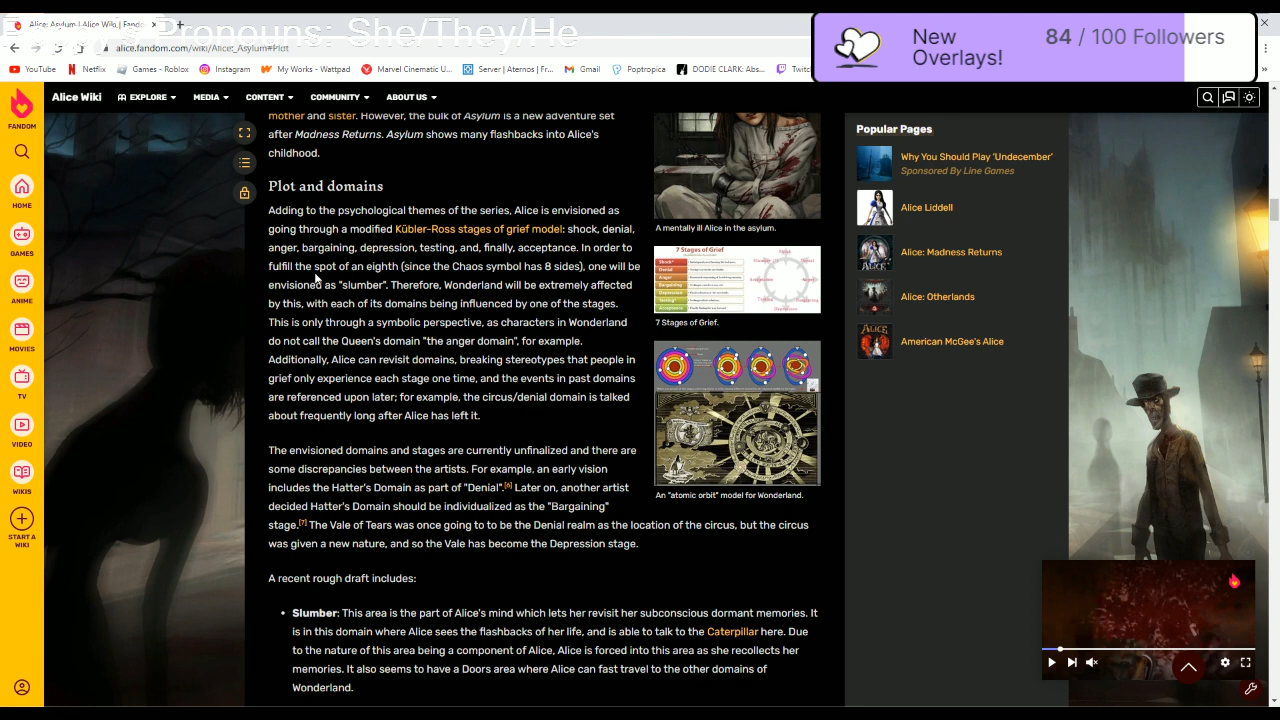 Alice: Asylum | Alice Wiki | Fando
Pronouns: She/They/He
alice.fandom.com/wiki/Alice:_Asylum#Plot
New
Overlays!
84 / 100 Followers
YouTube Netflix Games - Roblox Instagram My Works - Wattpad Marvel Cinematic U... Server | Aternos | Fr... Gmail Poptropica DODIE CLARK: Abs... Twitc
Alice Wiki EXPLORE MEDIA CONTENT COMMUNITY ABOUT US
FANDOM
HOME
GAMES
ANIME
MOVIES
TV
VIDEO
WIKIS
START A
WIKI
mother and sister. However, the bulk of Asylum is a new adventure set
after Madness Returns. Asylum shows many flashbacks into Alice's
childhood.
Plot and domains
Adding to the psychological themes of the series, Alice is envisioned as
going through a modified Kübler-Ross stages of grief model: shock, denial,
anger, bargaining, depression, testing, and, finally, acceptance. In order to
fulfill the spot of an eighth (since the Chaos symbol has 8 sides), one will be
envisioned as "slumber". Therefore, Wonderland will be extremely affected
by this, with each of its domains being influenced by one of the stages.
This is only through a symbolic perspective, as characters in Wonderland
do not call the Queen's domain "the anger domain", for example.
Additionally, Alice can revisit domains, breaking stereotypes that people in
grief only experience each stage one time, and the events in past domains
are referenced upon later; for example, the circus/denial domain is talked
about frequently long after Alice has left it.
The envisioned domains and stages are currently unfinalized and there are
some discrepancies between the artists. For example, an early vision
includes the Hatter's Domain as part of "Denial".[6] Later on, another artist
decided Hatter's Domain should be individualized as the "Bargaining"
stage.[7] The Vale of Tears was once going to to be the Denial realm as the location of the circus, but the circus
was given a new nature, and so the Vale has become the Depression stage.
A recent rough draft includes:
• Slumber: This area is the part of Alice's mind which lets her revisit her subconscious dormant memories. It
is in this domain where Alice sees the flashbacks of her life, and is able to talk to the Caterpillar here. Due
to the nature of this area being a component of Alice, Alice is forced into this area as she recollects her
memories. It also seems to have a Doors area where Alice can fast travel to the other domains of
Wonderland.
A mentally ill Alice in the asylum.
7 Stages of Grief
Shock*
Denial
Anger
Bargaining
Depression
Testing*
Acceptance
7 Stages of Grief.
An "atomic orbit" model for Wonderland.
Popular Pages
Why You Should Play 'Undecember'
Sponsored By Line Games
Alice Liddell
Alice: Madness Returns
Alice: Otherlands
American McGee's Alice